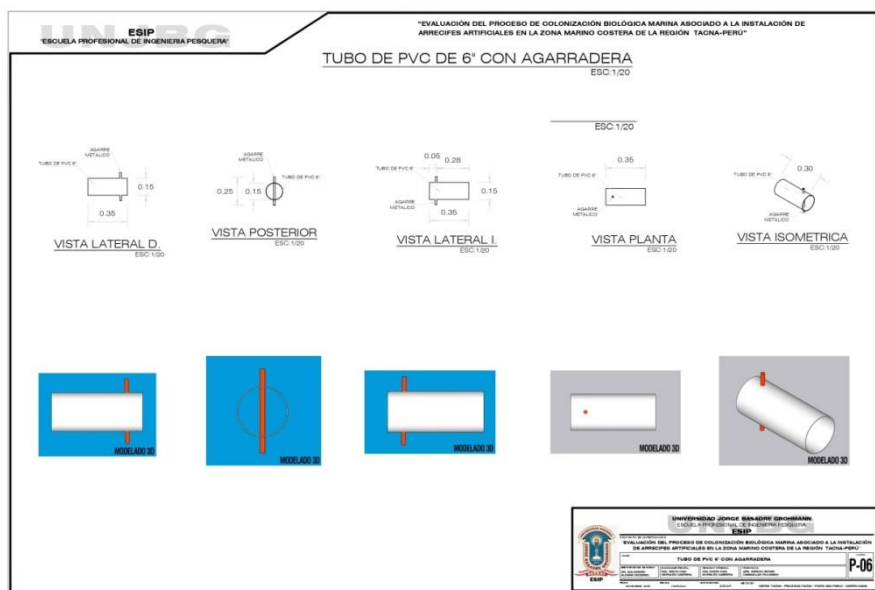 UNJBG
ESIP
"ESCUELA PROFESIONAL DE INGENIERIA PESQUERA"
"EVALUACIÓN DEL PROCESO DE COLONIZACIÓN BIOLÓGICA MARINA ASOCIADO A LA INSTALACIÓN DE
ARRECIFES ARTIFICIALES EN LA ZONA MARINO COSTERA DE LA REGIÓN TACNA-PERÚ"
TUBO DE PVC DE 6" CON AGARRADERA
ESC:1/20
ESC:1/20
AGARRE
METALICO
TUBO DE PVC 6"
0.15
0.35
VISTA LATERAL D.
ESC:1/20
AGARRE
METALICO
TUBO DE PVC 6"
0.25
0.15
VISTA POSTERIOR
ESC:1/20
0.05
0.28
TUBO DE PVC 6"
0.15
AGARRE
METALICO
0.35
VISTA LATERAL I.
ESC:1/20
0.35
TUBO DE PVC 6"
AGARRE
METALICO
VISTA PLANTA
ESC:1/20
0.30
TUBO DE PVC 6"
AGARRE
METALICO
VISTA ISOMETRICA
ESC:1/20
MODELADO 3D
MODELADO 3D
MODELADO 3D
MODELADO 3D
MODELADO 3D
UNJBG
UNIVERSIDAD JORGE BASADRE GROHMANN
ESCUELA PROFESIONAL DE INGENIERIA PESQUERA
ESIP
"EVALUACIÓN DEL PROCESO DE COLONIZACIÓN BIOLÓGICA MARINA ASOCIADO A LA INSTALACIÓN
DE ARRECIFES ARTIFICIALES EN LA ZONA MARINO COSTERA DE LA REGIÓN TACNA-PERÚ"
TUBO DE PVC 6" CON AGARRADERA
P-06
ESIP